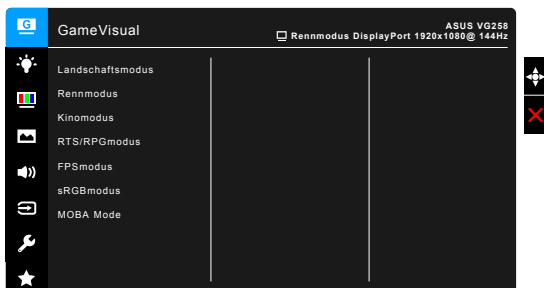 G
GameVisual
ASUS VG258
Rennmodus DisplayPort 1920x1080@ 144Hz
Landschaftsmodus
Rennmodus
Kinomodus
RTS/RPGmodus
FPSmodus
sRGBmodus
MOBA Mode